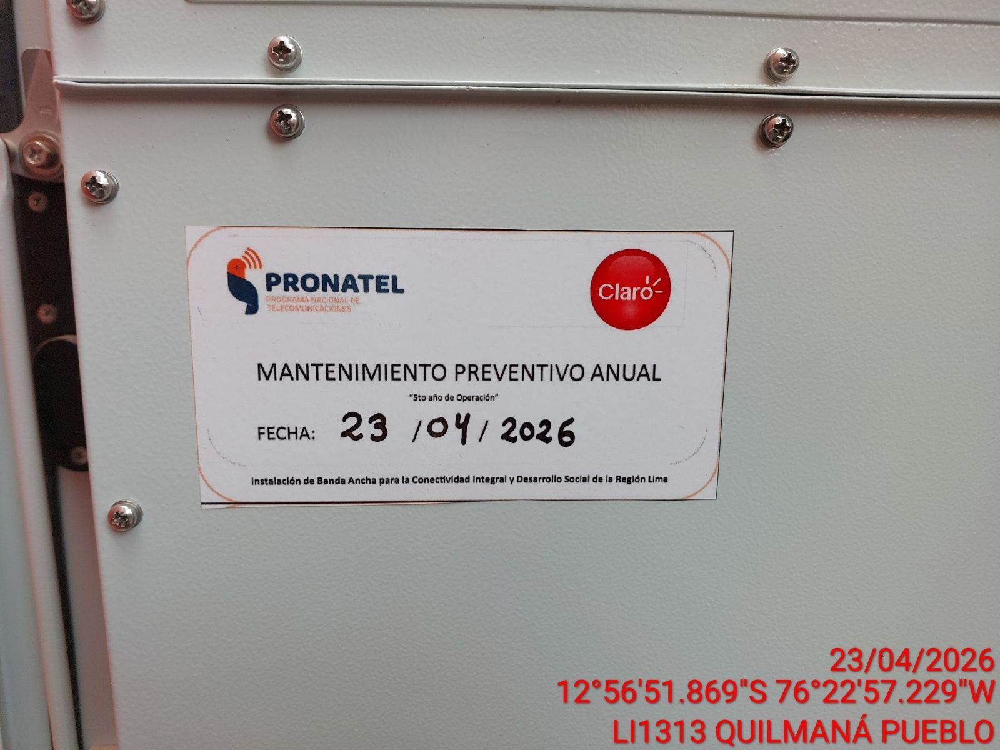 PRONATEL
PROGRAMA NACIONAL DE
TELECOMUNICACIONES
Claro
MANTENIMIENTO PREVENTIVO ANUAL
"5to año de Operación"
FECHA: 23 / 04 / 2026
Instalación de Banda Ancha para la Conectividad Integral y Desarrollo Social de la Región Lima
23/04/2026
12°56'51.869"S 76°22'57.229"W
LI1313 QUILMANÁ PUEBLO